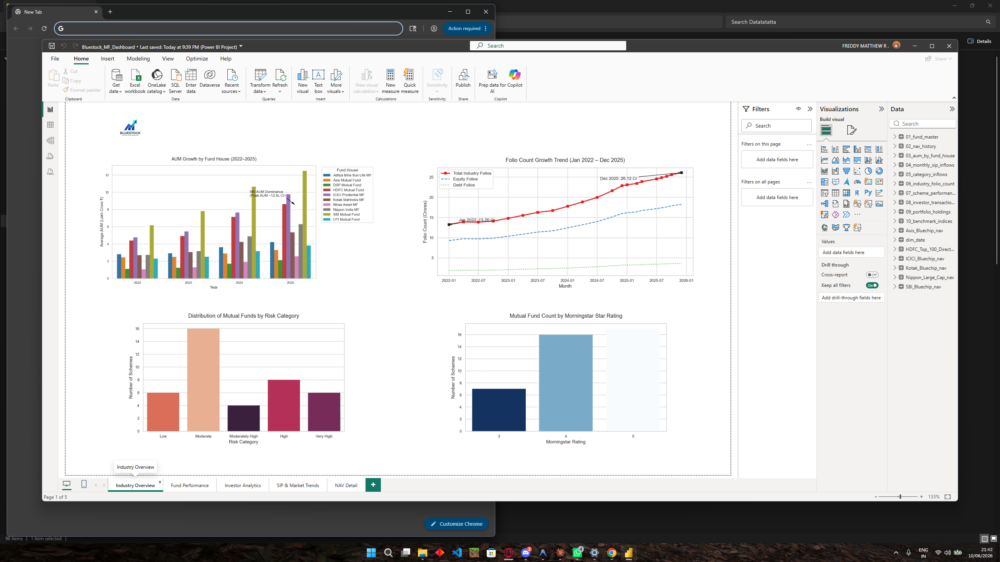 New Tab
Search Datatatatta
Action required
Details
Bluestock_MF_Dashboard • Last saved: Today at 9:39 PM (Power BI Project)
Search
FREDDY MATTHEW R .
File Home Insert Modeling View Optimize Help
Share
Paste
Cut
Copy
Format painter
Clipboard
Get data
Excel workbook
OneLake catalog
SQL Server
Enter data
Dataverse
Recent sources
Data
Transform data
Refresh
Queries
New visual
Text box
More visuals
Insert
New visual calculation
New measure
Quick measure
Calculations
Sensitivity
Sensitivity
Publish
Share
Prep data for AI
Copilot
Copilot
BLUESTOCK
AUM Growth by Fund House (2022–2025)
Average AUM (Lakh Crore ₹)
12
10
8
6
4
2
0
SBI AUM Dominance
(Peak AUM ~12.5L Cr)
2022 2023 2024 2025
Year
Fund House
Aditya Birla Sun Life MF
Axis Mutual Fund
DSP Mutual Fund
HDFC Mutual Fund
ICICI Prudential MF
Kotak Mahindra MF
Mirae Asset MF
Nippon India MF
SBI Mutual Fund
UTI Mutual Fund
Folio Count Growth Trend (Jan 2022 – Dec 2025)
Folio Count (Crores)
25
20
15
10
5
Total Industry Folios
Equity Folios
Debt Folios
Dec 2025: 26.12 Cr
Jan 2022: 13.26 Cr
2022-01 2022-07 2023-01 2023-07 2024-01 2024-07 2025-01 2025-07 2026-01
Month
Distribution of Mutual Funds by Risk Category
Number of Schemes
16
14
12
10
8
6
4
2
0
Low Moderate Moderately High High Very High
Risk Category
Mutual Fund Count by Morningstar Star Rating
Number of Schemes
16
14
12
10
8
6
4
2
0
3 4 5
Morningstar Rating
Filters
Search
Filters on this page
...
Add data fields here
Filters on all pages
...
Add data fields here
Visualizations
Build visual
R
Py
...
Values
Add data fields here
Drill through
Cross-report
Off
Keep all filters
On
Add drill-through fields here
Data
Search
01_fund_master
02_nav_history
03_aum_by_fund_house
04_monthly_sip_inflows
05_category_inflows
06_industry_folio_count
07_scheme_performan...
08_investor_transactio...
09_portfolio_holdings
10_benchmark_indices
Axis_Bluechip_nav
dim_date
HDFC_Top_100_Direct...
ICICI_Bluechip_nav
Kotak_Bluechip_nav
Nippon_Large_Cap_nav
SBI_Bluechip_nav
Industry Overview
Industry Overview x Fund Performance Investor Analytics SIP & Market Trends NAV Detail +
Page 1 of 5
- + 133%
Customize Chrome
98 items
1 item selected
3
4
ENG
IN
21:42
10/06/2026